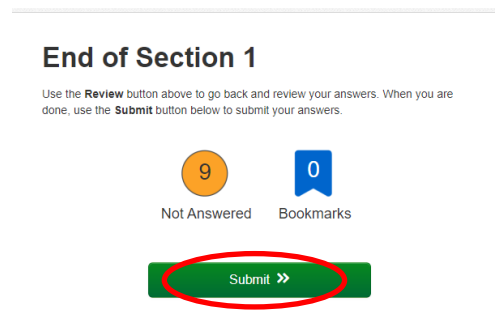 End of Section 1
Use the Review button above to go back and review your answers. When you are
done, use the Submit button below to submit your answers.
9
0
Not Answered
Bookmarks
Submit »